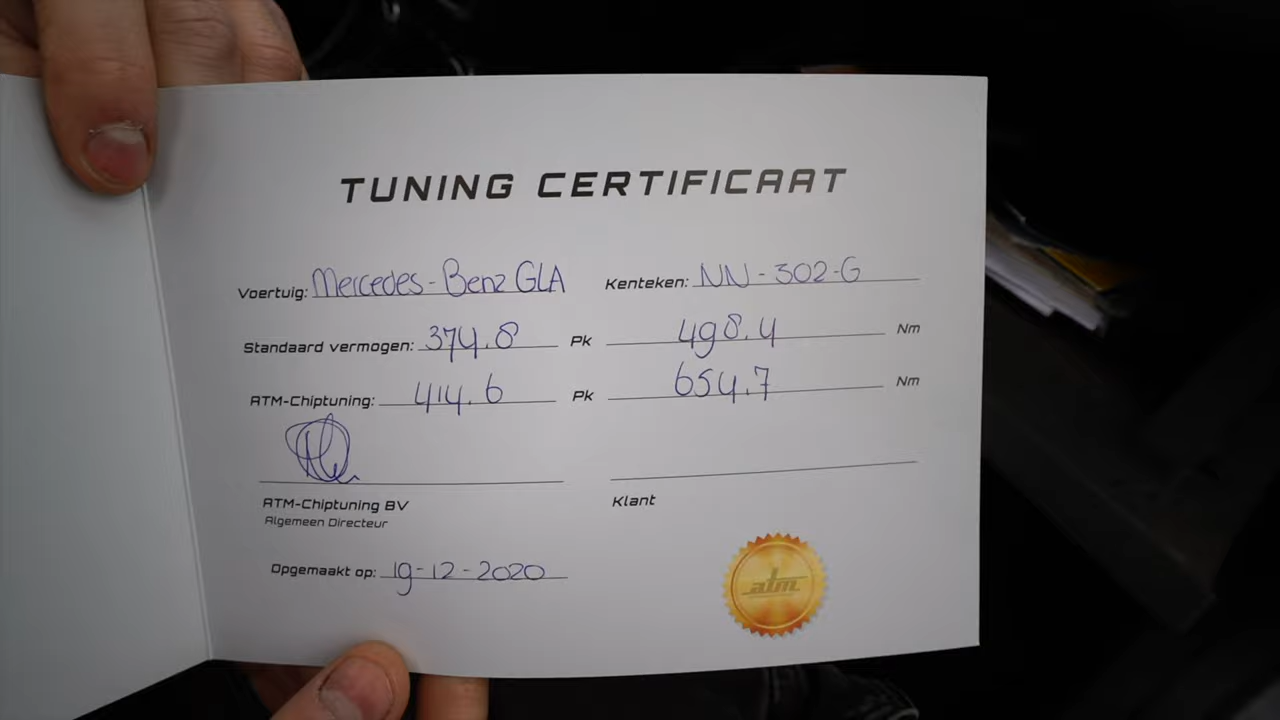 TUNING CERTIFICAAT
Voertuig: Mercedes-Benz GLA Kenteken: NN-302-G
Standaard vermogen: 374.8 Pk 498.4 Nm
ATM-Chiptuning: 414.6 Pk 654.7 Nm
ATM-Chiptuning BV Klant
Algemeen Directeur
Opgemaakt op: 19-12-2020
atm